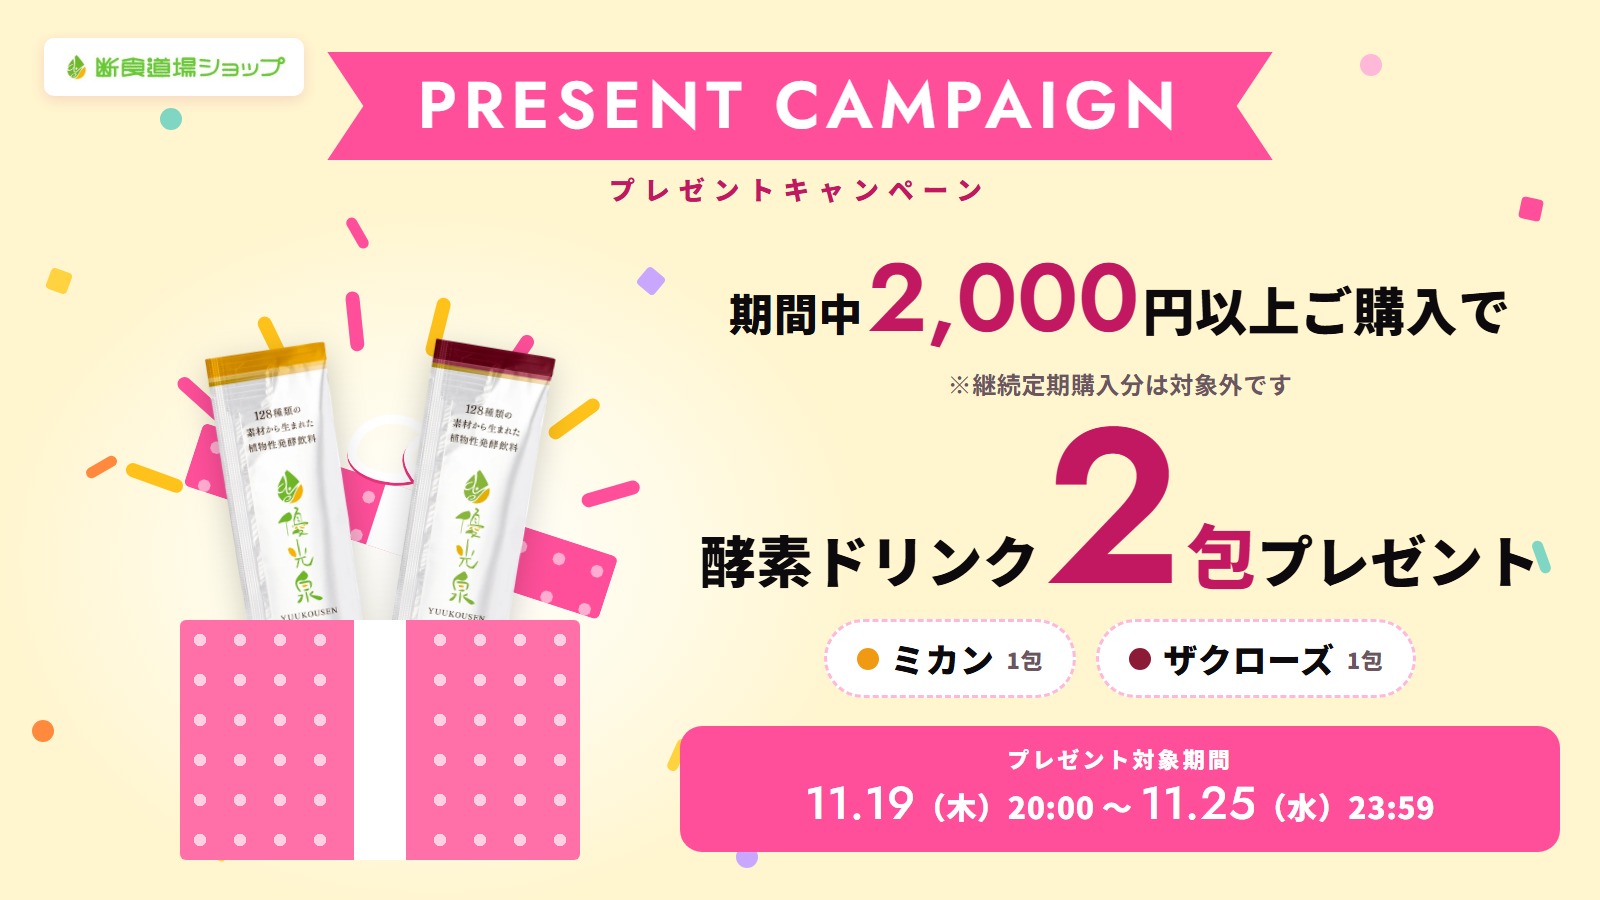 断食道場ショップ
PRESENT CAMPAIGN
プレゼントキャンペーン
期間中2,000円以上ご購入で
※継続定期購入分は対象外です
酵素ドリンク2包プレゼント
ミカン 1包
ザクローズ 1包
プレゼント対象期間
11.19（木）20:00 〜 11.25（水）23:59
128種類の
素材から生まれた
植物性発酵飲料
優光泉
YUUKOUSEN
128種類の
素材から生まれた
植物性発酵飲料
優光泉
YUUKOUSEN